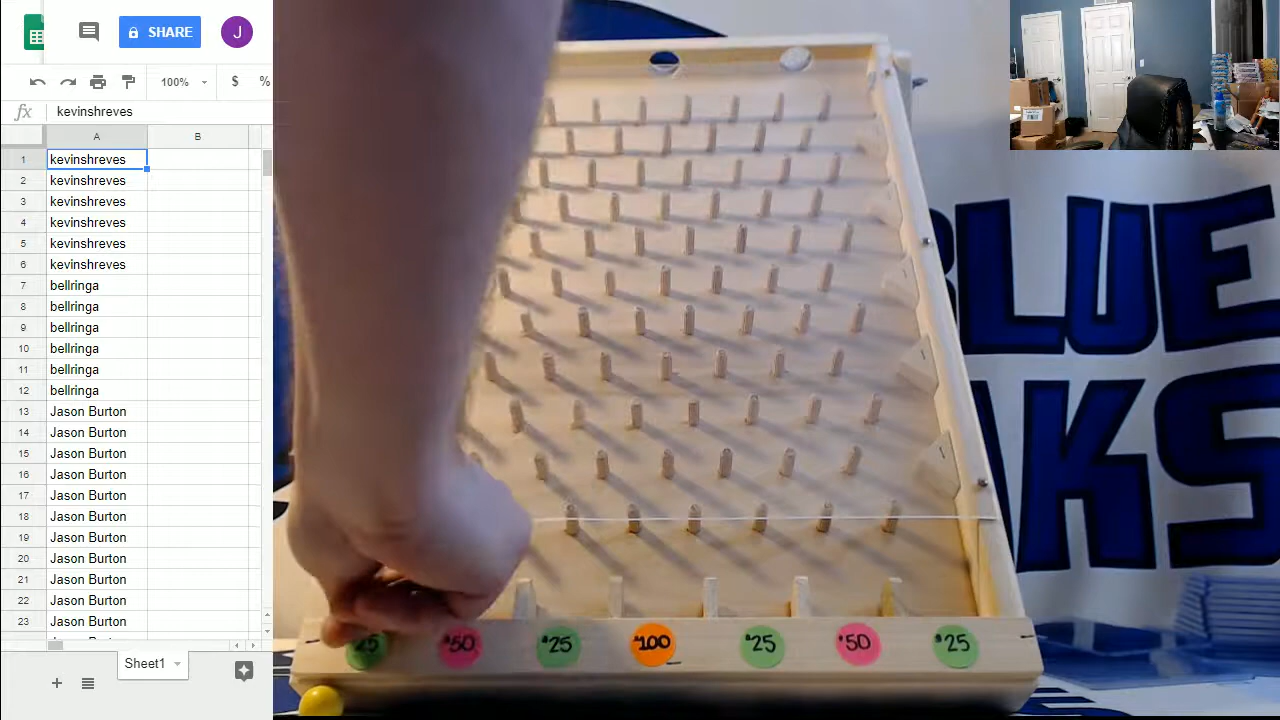 SHARE
J
100%
$
%
fx
kevinshreves
A
B
1 kevinshreves
2 kevinshreves
3 kevinshreves
4 kevinshreves
5 kevinshreves
6 kevinshreves
7 bellringa
8 bellringa
9 bellringa
10 bellringa
11 bellringa
12 bellringa
13 Jason Burton
14 Jason Burton
15 Jason Burton
16 Jason Burton
17 Jason Burton
18 Jason Burton
19 Jason Burton
20 Jason Burton
21 Jason Burton
22 Jason Burton
23 Jason Burton
Sheet1
BLUE
AKS
$25
$50
$25
$100
$25
$50
$25